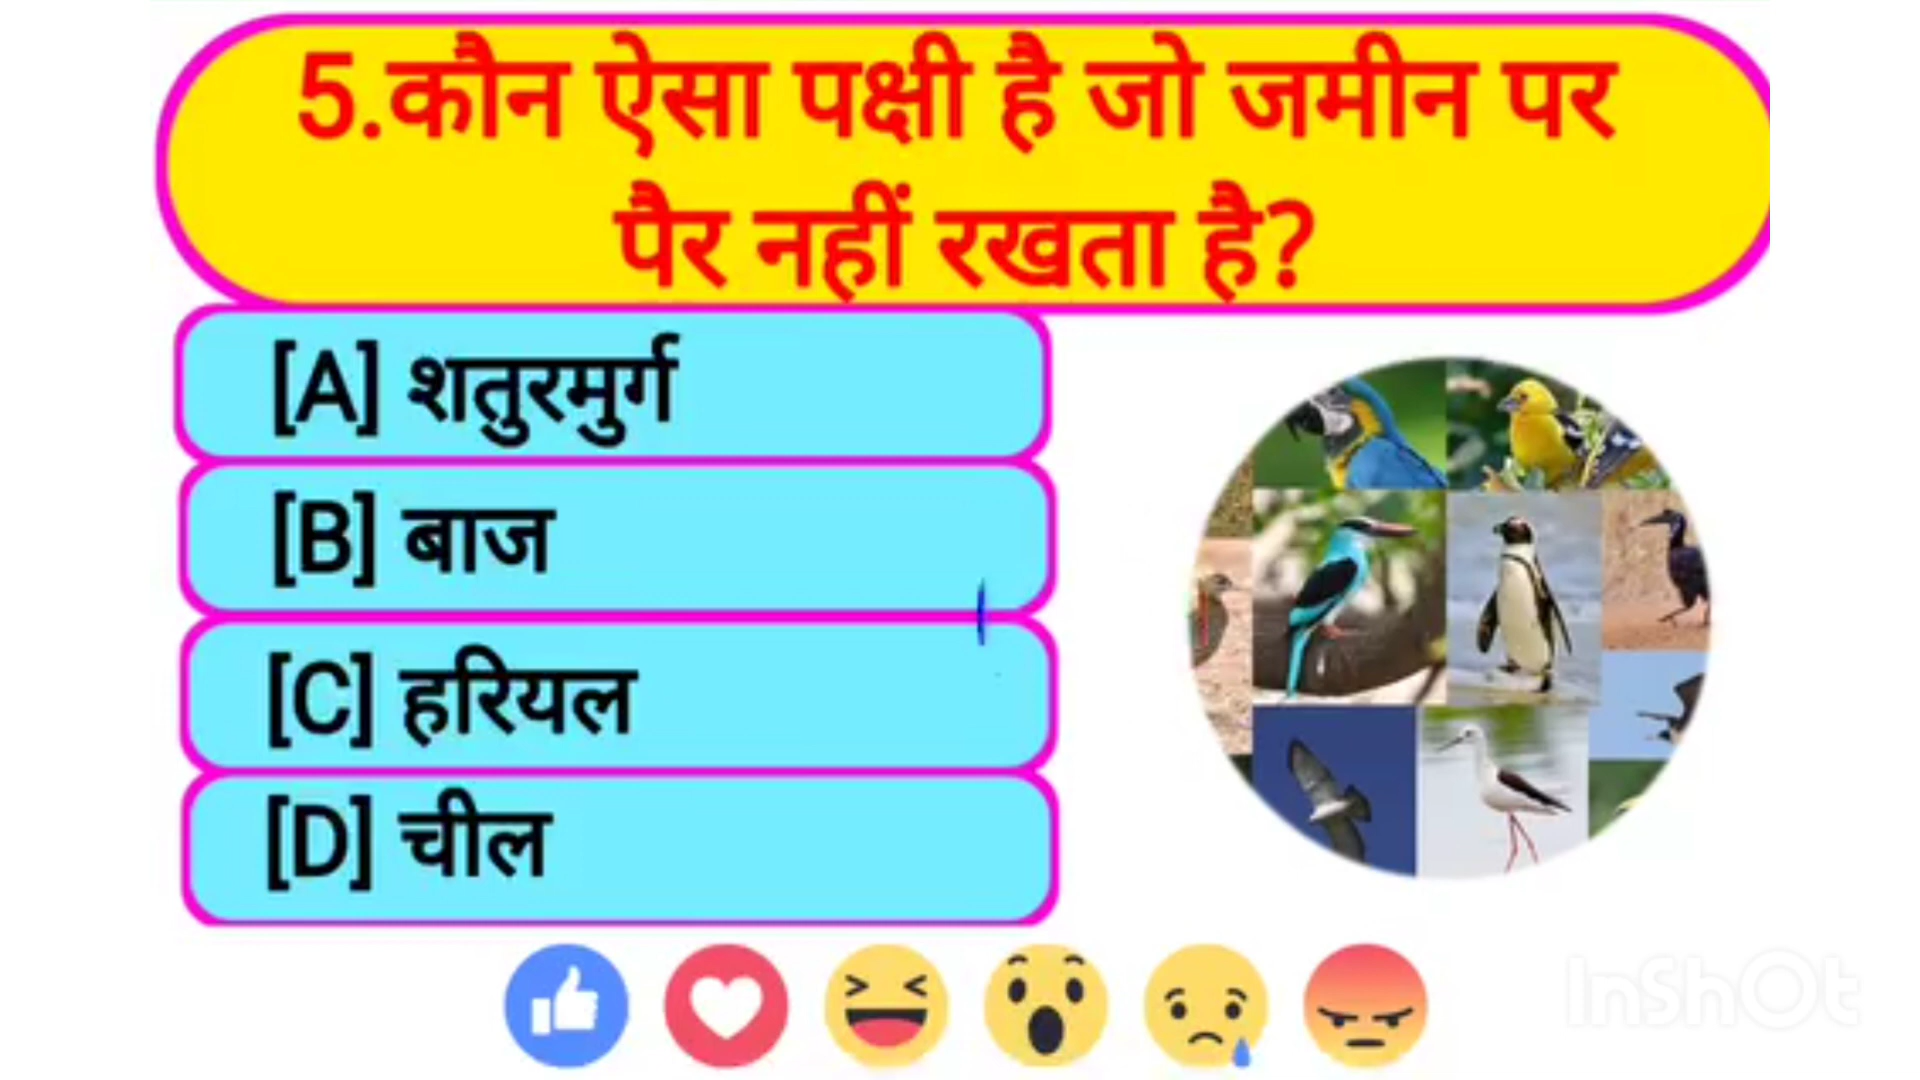 5.कौन ऐसा पक्षी है जो जमीन पर
पैर नहीं रखता है?
[A] शतुरमुर्ग
[B] बाज
[C] हरियल
[D] चील
InShOt